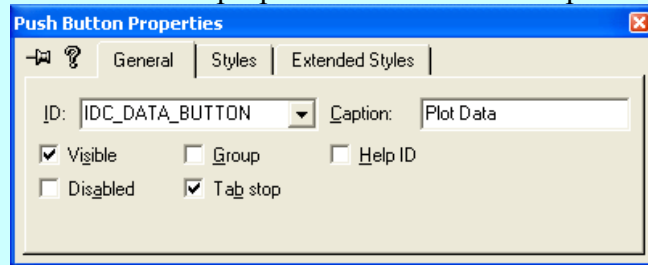 Push Button Properties
General Styles Extended Styles
ID: IDC_DATA_BUTTON Caption: Plot Data
Visible Group Help ID
Disabled Tab stop